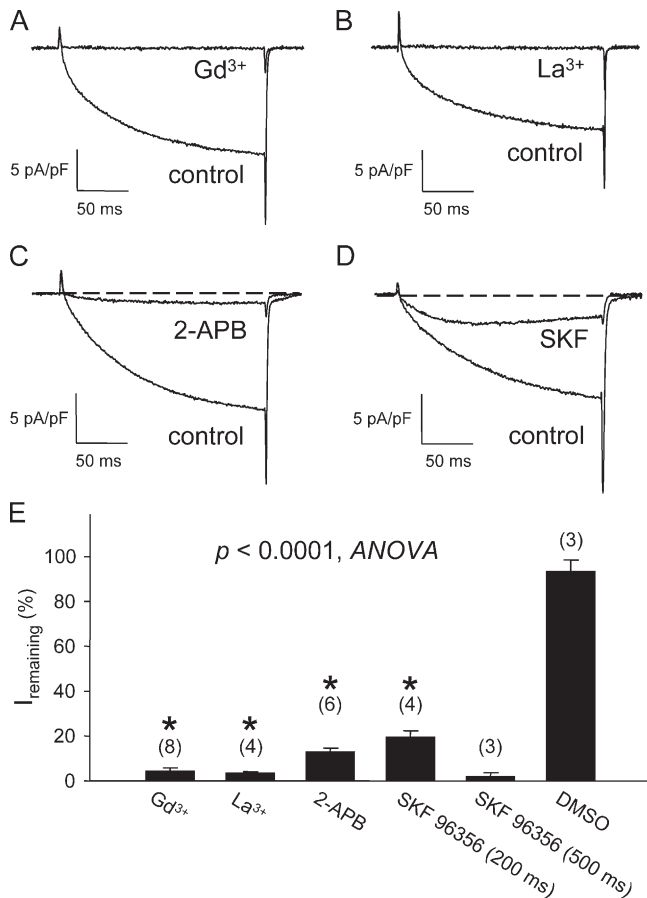 A
Gd3+
control
5 pA/pF
50 ms
B
La3+
control
5 pA/pF
50 ms
C
2-APB
control
5 pA/pF
50 ms
D
SKF
control
5 pA/pF
50 ms
E
p < 0.0001, ANOVA
Iremaining (%)
100
80
60
40
20
0
* (8)
* (4)
* (6)
* (4)
(3)
(3)
Gd3+
La3+
2-APB
SKF 96356 (200 ms)
SKF 96356 (500 ms)
DMSO